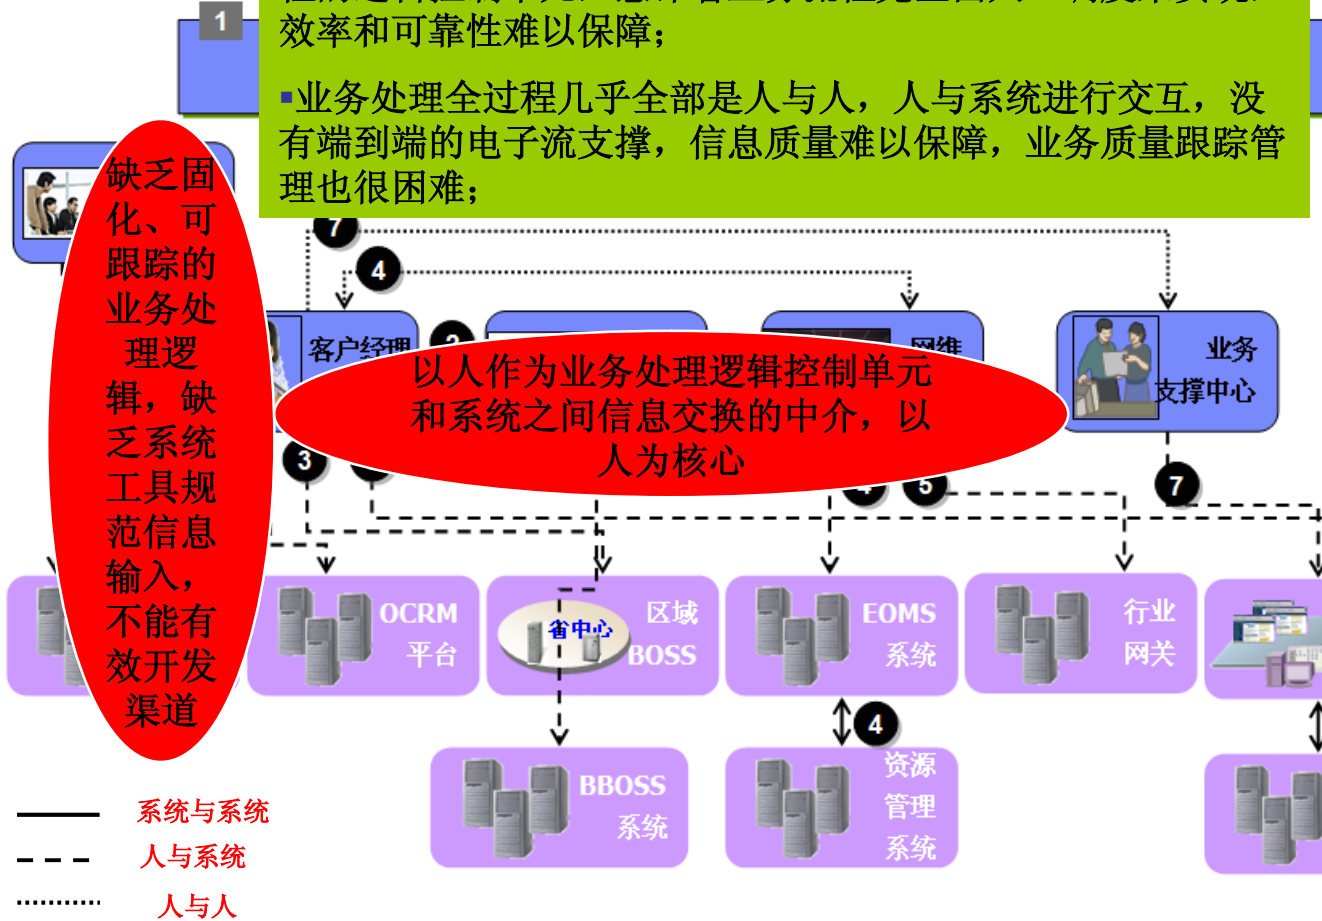 1
效率和可靠性难以保障；
▪业务处理全过程几乎全部是人与人，人与系统进行交互，没
有端到端的电子流支撑，信息质量难以保障，业务质量跟踪管
理也很困难；
缺乏固
化、可
跟踪的
业务处
理逻
辑，缺
乏系统
工具规
范信息
输入，
不能有
效开发
渠道
7
4
客户经理
2
网维
业务
支撑中心
以人作为业务处理逻辑控制单元
和系统之间信息交换的中介，以
人为核心
3
4
5
7
OCRM
平台
省中心
区域
BOSS
EOMS
系统
行业
网关
4
BBOSS
系统
资源
管理
系统
系统与系统
人与系统
人与人